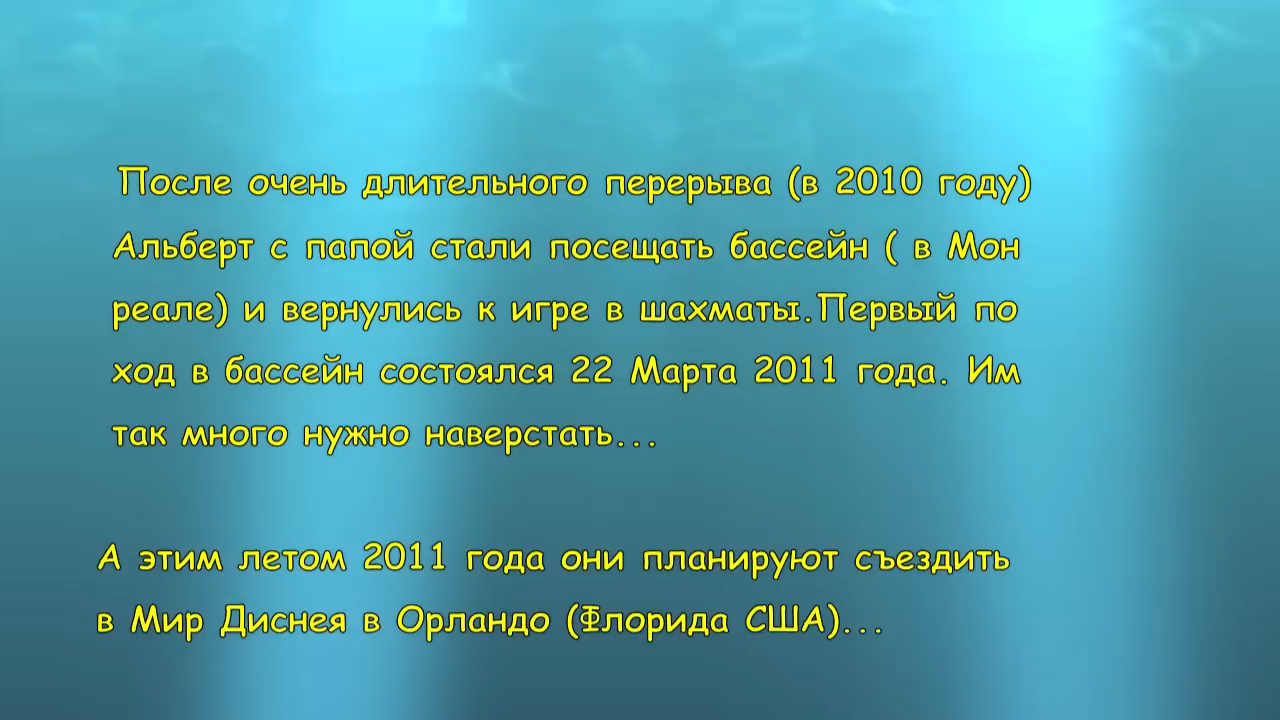 После очень длительного перерыва (в 2010 году)
Альберт с папой стали посещать бассейн ( в Мон
реале) и вернулись к игре в шахматы.Первый по
ход в бассейн состоялся 22 Марта 2011 года. Им
так много нужно наверстать...
А этим летом 2011 года они планируют съездить
в Мир Диснея в Орландо (Флорида США)...